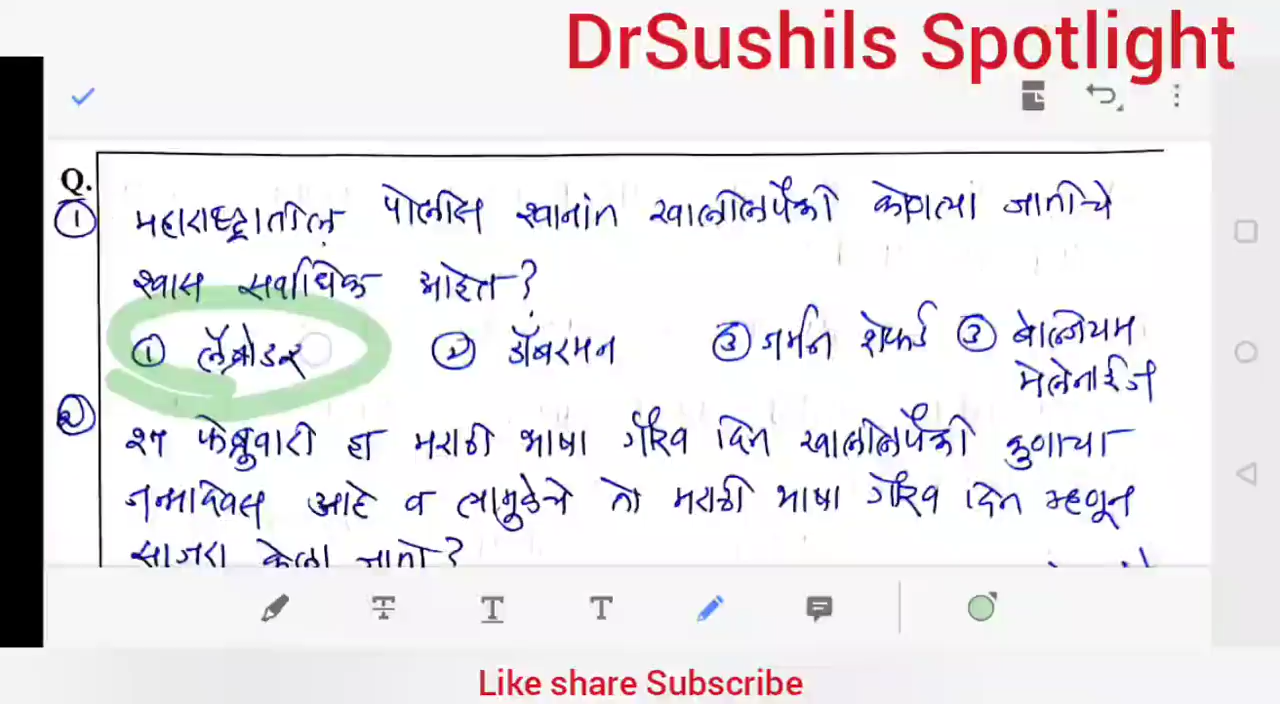 DrSushils Spotlight
Q.
① महाराष्ट्रातील पोलीस श्वानांत खालीलपैकी कोणत्या जातीचे
श्वास सर्वाधिक आहेत?
① लॅब्रोडर ② डॉबरमन ③ जर्मन शेफर्ड ③ बेल्जियम
मेलेनाईज
② २७ फेब्रुवारी हा मराठी भाषा गौरव दिन खालीलपैकी कुणाचा
जन्मदिवस आहे व त्यामुळेचे तो मराठी भाषा गौरव दिन म्हणून
साजरा केला जातो?
Like share Subscribe